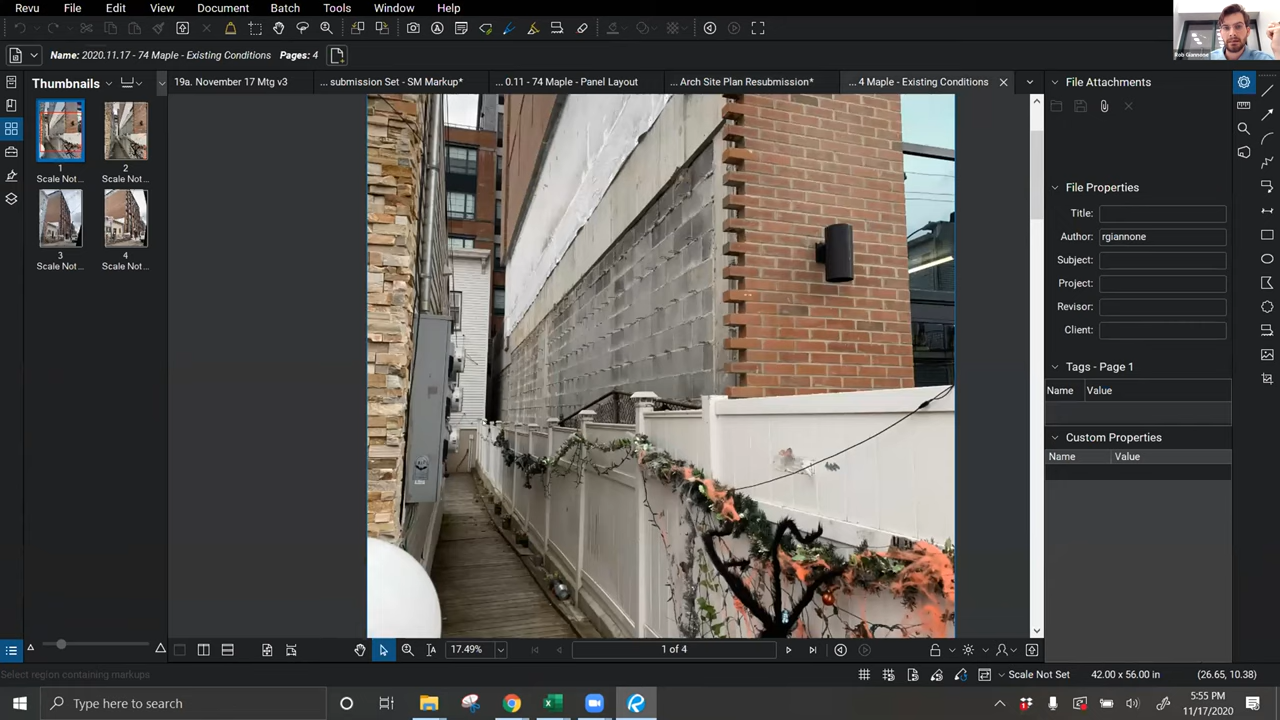 Revu File Edit View Document Batch Tools Window Help
Name: 2020.11.17 - 74 Maple - Existing Conditions Pages: 4
Rob Giannone
Thumbnails
19a. November 17 Mtg v3
... submission Set - SM Markup*
... 0.11 - 74 Maple - Panel Layout
... Arch Site Plan Resubmission*
... 4 Maple - Existing Conditions
1
Scale Not...
2
Scale Not...
3
Scale Not...
4
Scale Not...
File Attachments
File Properties
Title:
Author: rgiannone
Subject:
Project:
Revisor:
Client:
Tags - Page 1
Name Value
Custom Properties
Name Value
17.49%
1 of 4
Select region containing markups
Scale Not Set
42.00 x 56.00 in
(26.65, 10.38)
Type here to search
5:55 PM
11/17/2020